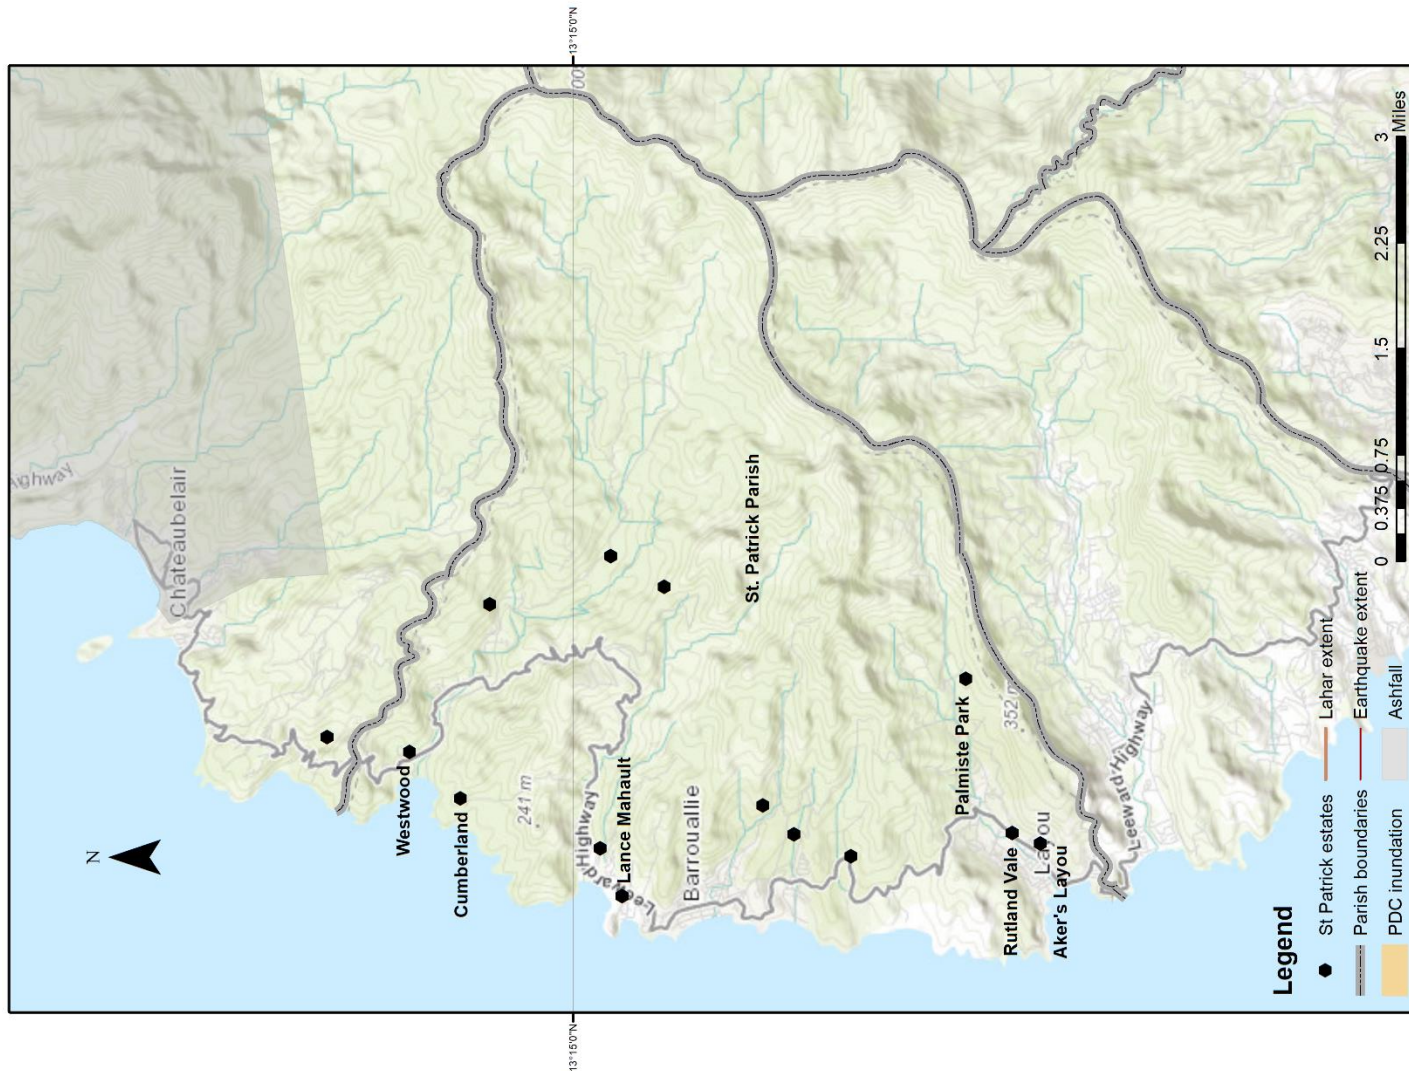 13°15'0"N
N
Highway
Chateaubelair
Westwood
Cumberland
241 m
Leeward Highway
Lance Mahault
Barrouallie
St. Patrick Parish
Palmiste Park
352 m
Rutland Vale
Layou
Aker's Layou
Leeward Highway
13°15'0"N
Legend
St Patrick estates
Parish boundaries
PDC inundation
Lahar extent
Earthquake extent
Ashfall
0 0.375 0.75 1.5 2.25 3
Miles